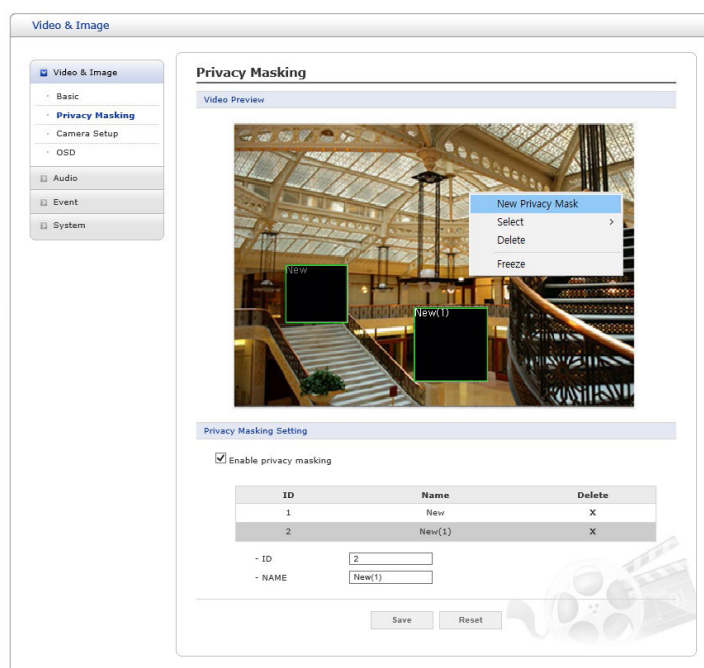 Video & Image
Video & Image
Basic
Privacy Masking
Camera Setup
OSD
Audio
Event
System
Privacy Masking
Video Preview
New Privacy Mask
Select
Delete
Freeze
New
New(1)
Privacy Masking Setting
Enable privacy masking
ID Name Delete
1 New X
2 New(1) X
- ID 2
- NAME New(1)
Save Reset